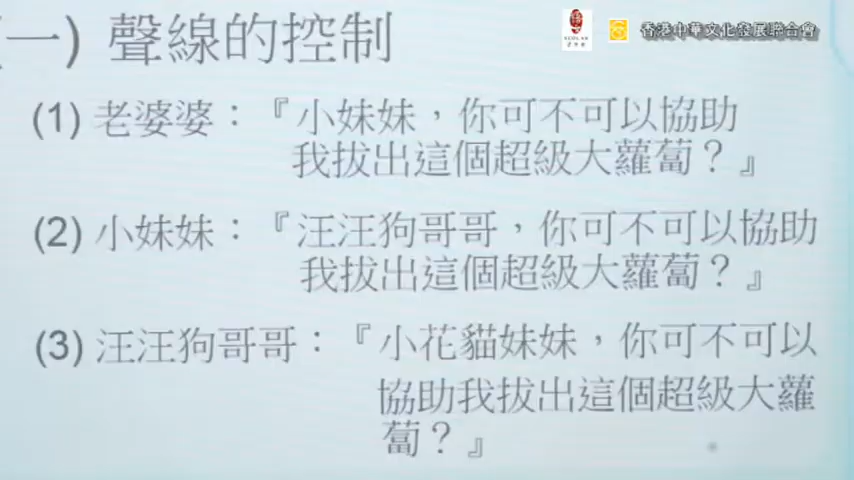 香港中華文化發展聯合會
(一) 聲線的控制
(1) 老婆婆：『小妹妹，你可不可以協助
我拔出這個超級大蘿蔔？』
(2) 小妹妹：『汪汪狗哥哥，你可不可以協助
我拔出這個超級大蘿蔔？』
(3) 汪汪狗哥哥：『小花貓妹妹，你可不可以
協助我拔出這個超級大蘿
蔔？』